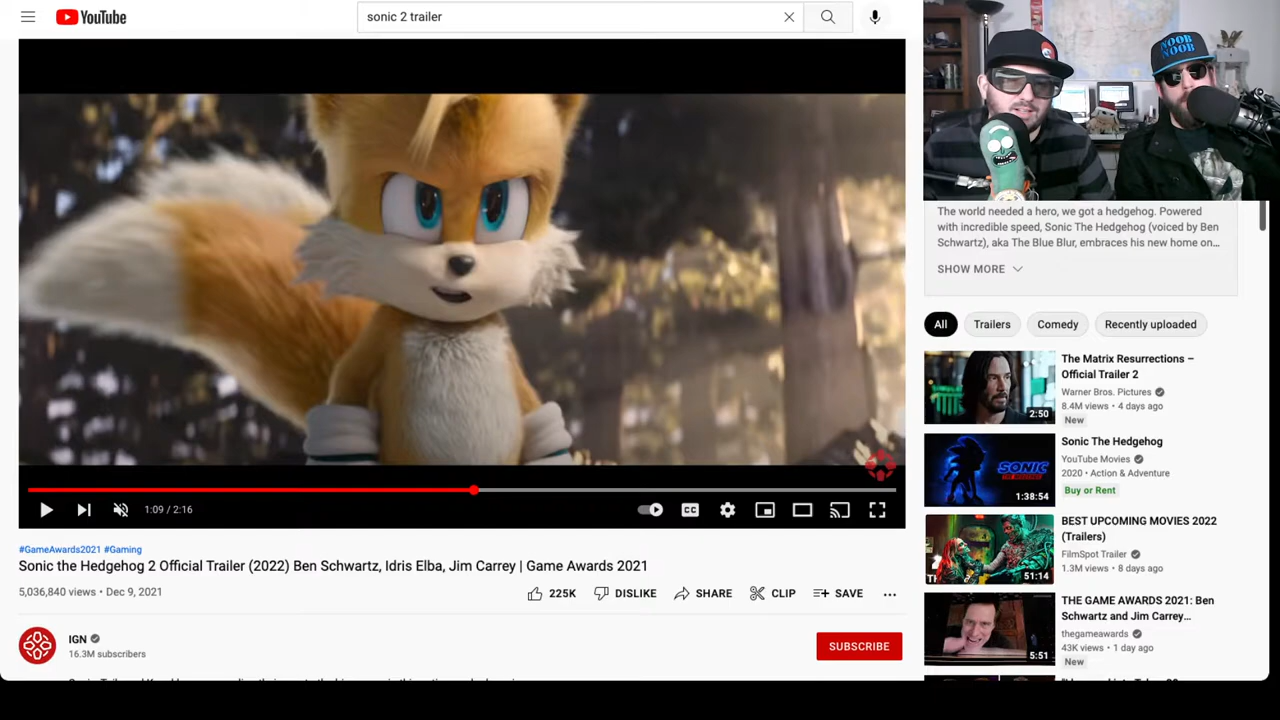 YouTube
sonic 2 trailer
NOOB
NOOB
The world needed a hero, we got a hedgehog. Powered
with incredible speed, Sonic The Hedgehog (voiced by Ben
Schwartz), aka The Blue Blur, embraces his new home on...
SHOW MORE
All
Trailers
Comedy
Recently uploaded
The Matrix Resurrections –
Official Trailer 2
Warner Bros. Pictures
8.4M views • 4 days ago
New
2:50
Sonic The Hedgehog
YouTube Movies
2020 • Action & Adventure
Buy or Rent
SONIC
1:38:54
BEST UPCOMING MOVIES 2022
(Trailers)
FilmSpot Trailer
1.3M views • 8 days ago
51:14
THE GAME AWARDS 2021: Ben
Schwartz and Jim Carrey...
thegameawards
43K views • 1 day ago
New
5:51
1:09 / 2:16
CC
#GameAwards2021 #Gaming
Sonic the Hedgehog 2 Official Trailer (2022) Ben Schwartz, Idris Elba, Jim Carrey | Game Awards 2021
5,036,840 views • Dec 9, 2021
225K
DISLIKE
SHARE
CLIP
SAVE
IGN
16.3M subscribers
SUBSCRIBE